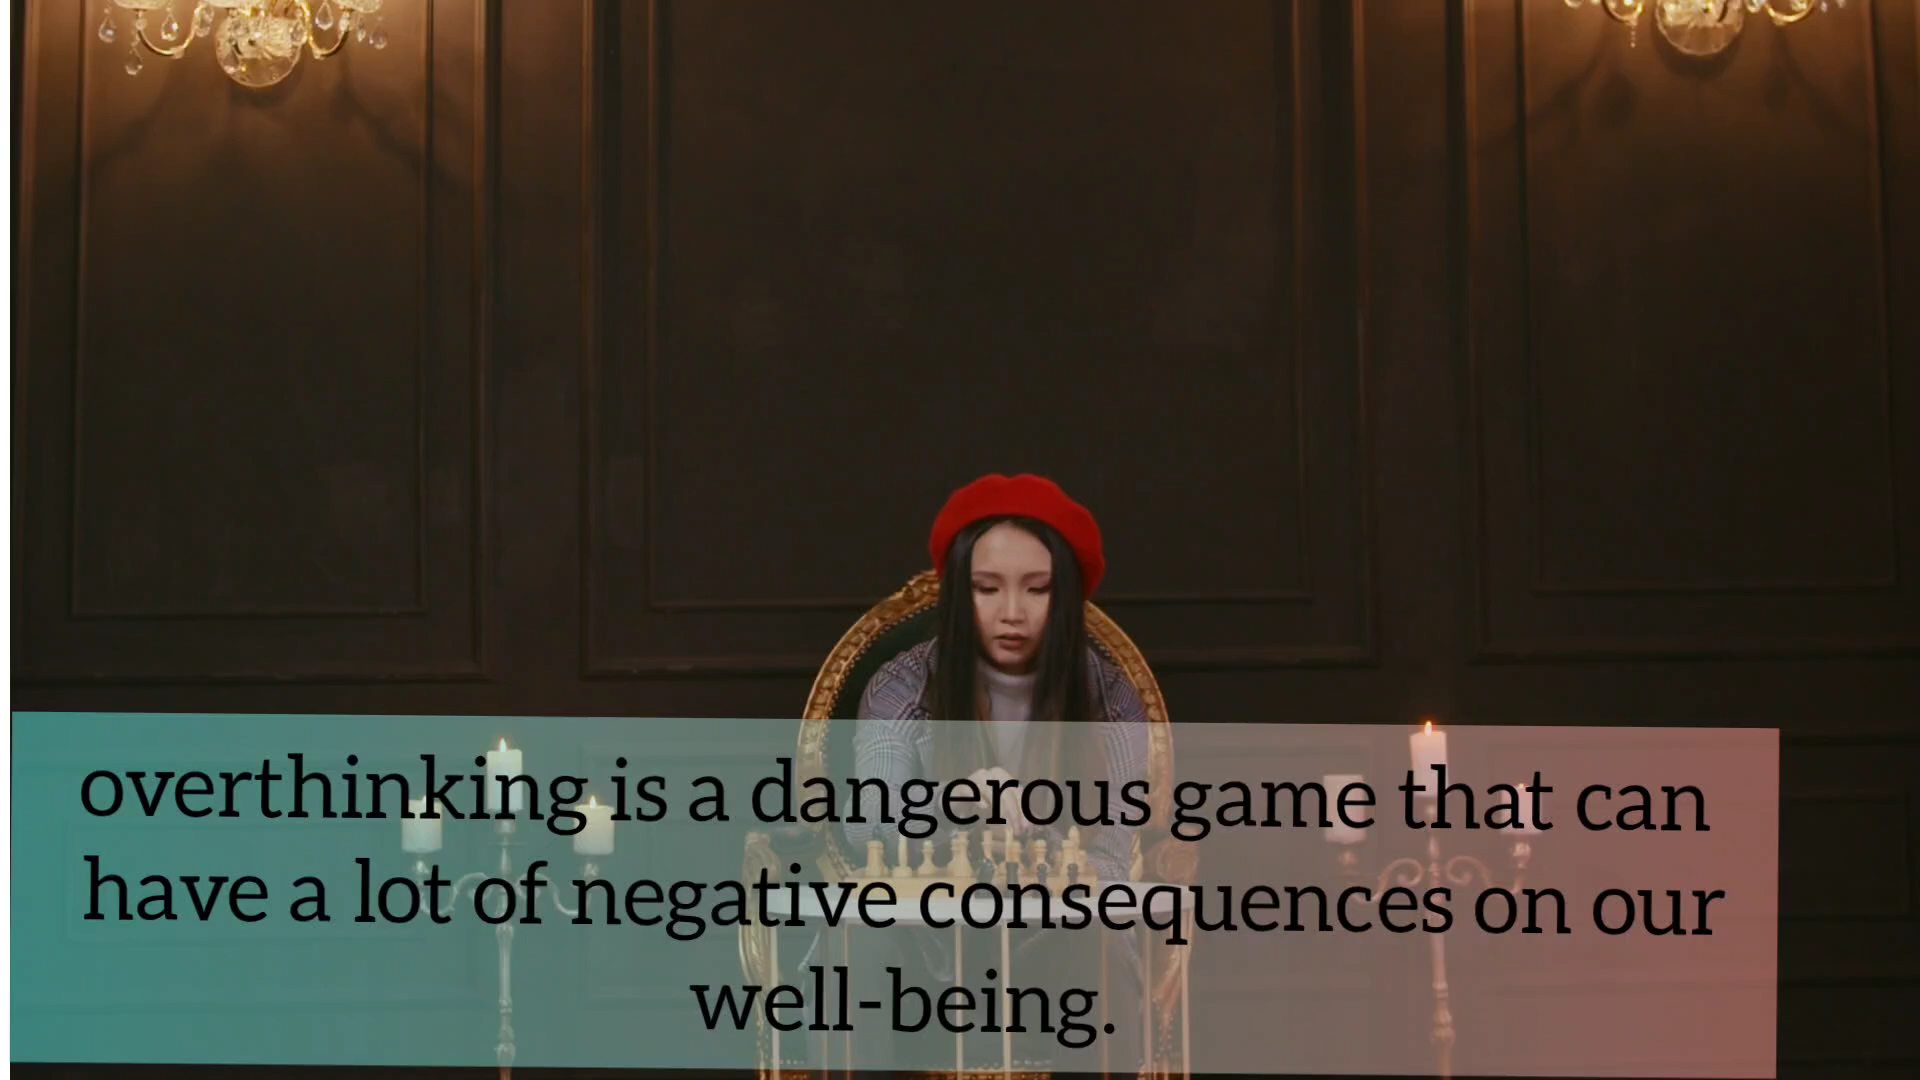 overthinking is a dangerous game that can
have a lot of negative consequences on our
well-being.